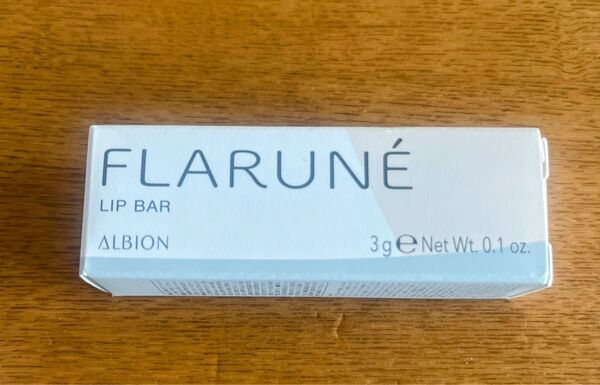 FLARUNÉ
LIP BAR
ALBION
3g ℮ Net Wt. 0.1 oz.